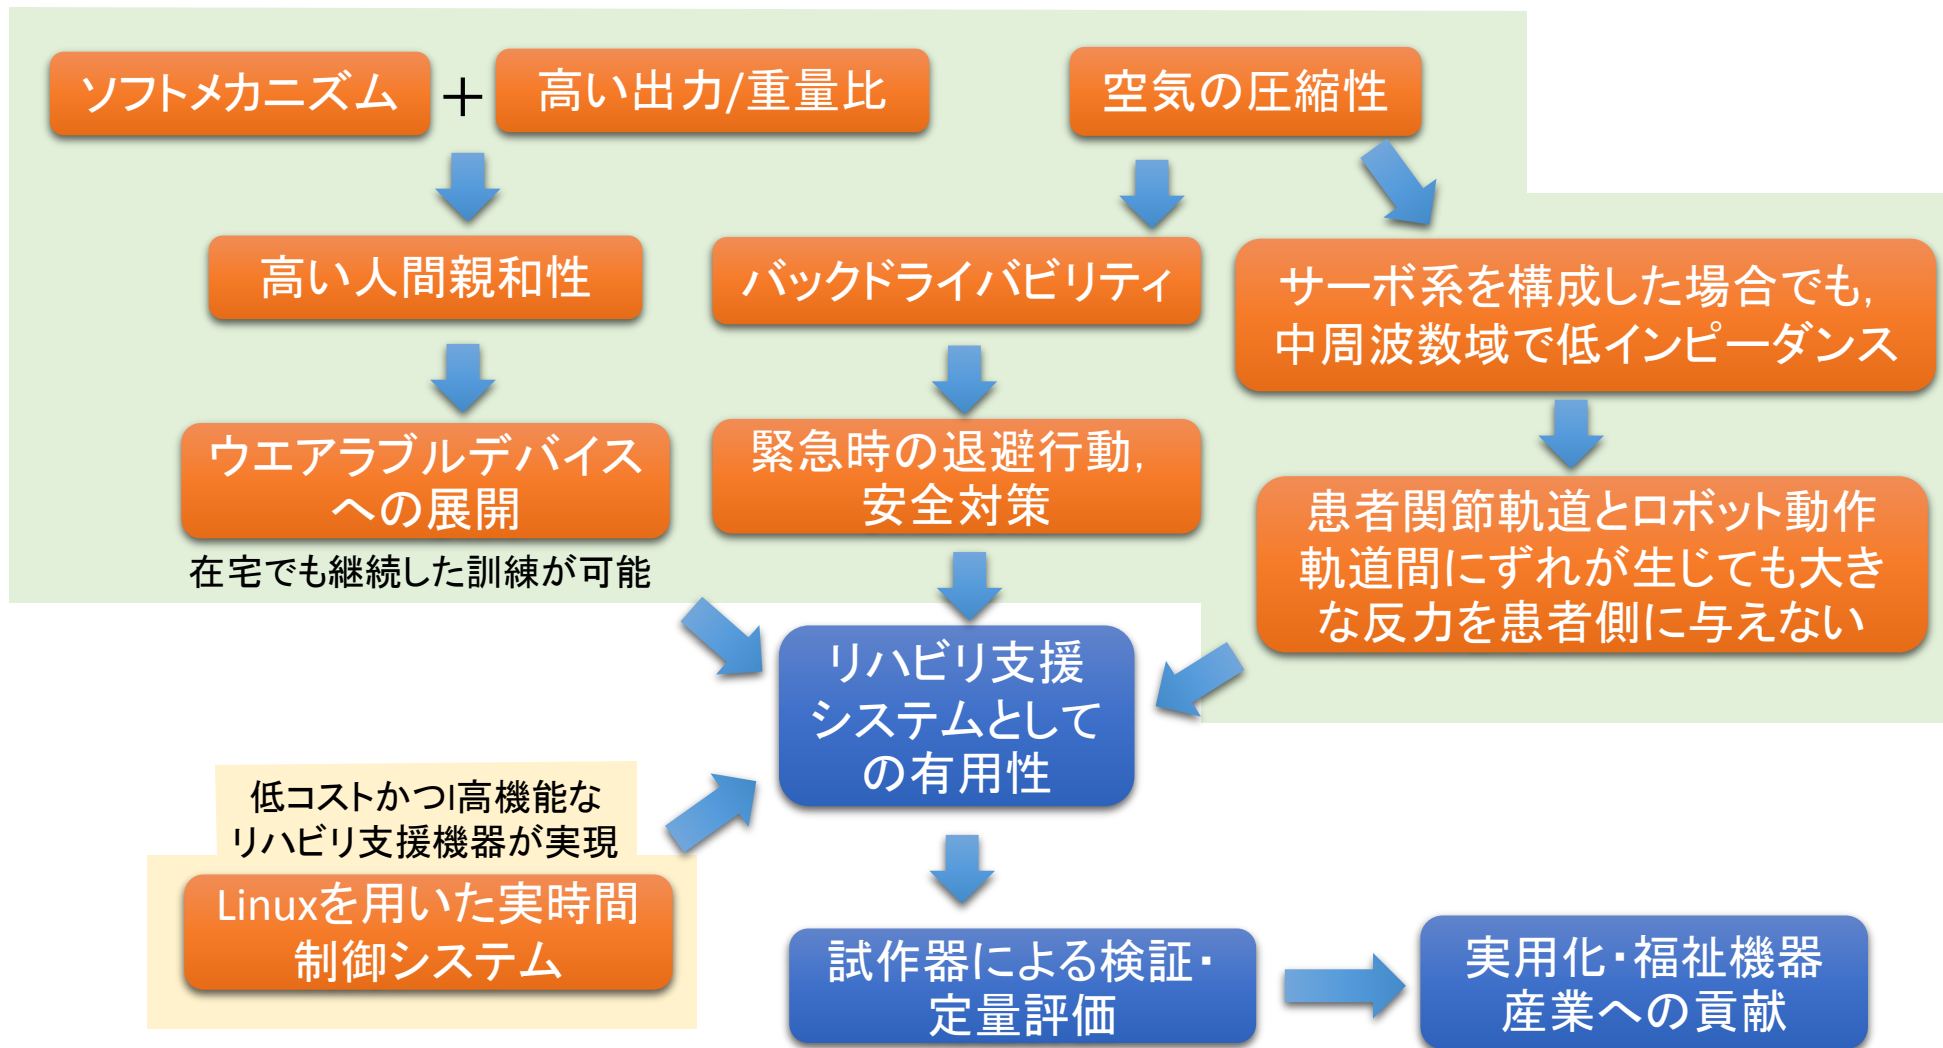 ソフトメカニズム
＋
高い出力/重量比
空気の圧縮性
高い人間親和性
バックドライバビリティ
サーボ系を構成した場合でも，
中周波数域で低インピーダンス
ウエアラブルデバイス
への展開
在宅でも継続した訓練が可能
緊急時の退避行動，
安全対策
患者関節軌道とロボット動作
軌道間にずれが生じても大き
な反力を患者側に与えない
リハビリ支援
システムとして
の有用性
低コストかつl高機能な
リハビリ支援機器が実現
Linuxを用いた実時間
制御システム
試作器による検証・
定量評価
実用化・福祉機器
産業への貢献